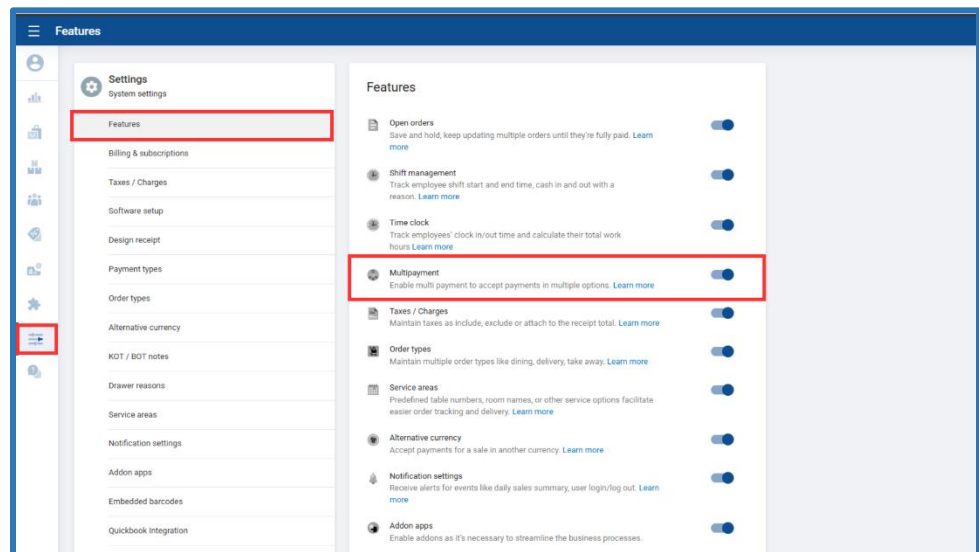 Features
Settings
System settings
Features
Billing & subscriptions
Taxes / Charges
Software setup
Design receipt
Payment types
Order types
Alternative currency
KOT / BOT notes
Drawer reasons
Service areas
Notification settings
Addon apps
Embedded barcodes
Quickbook Integration
Features
Open orders
Save and hold, keep updating multiple orders until they're fully paid. Learn
more
Shift management
Track employee shift start and end time, cash in and out with a
reason. Learn more
Time clock
Track employees' clock in/out time and calculate their total work
hours Learn more
Multipayment
Enable multi payment to accept payments in multiple options. Learn more
Taxes / Charges
Maintain taxes as include, exclude or attach to the receipt total. Learn more
Order types
Maintain multiple order types like dining, delivery, take away. Learn more
Service areas
Predefined table numbers, room names, or other service options facilitate
easier order tracking and delivery. Learn more
Alternative currency
Accept payments for a sale in another currency. Learn more
Notification settings
Receive alerts for events like daily sales summary, user login/log out. Learn
more
Addon apps
Enable addons as it's necessary to streamline the business processes.